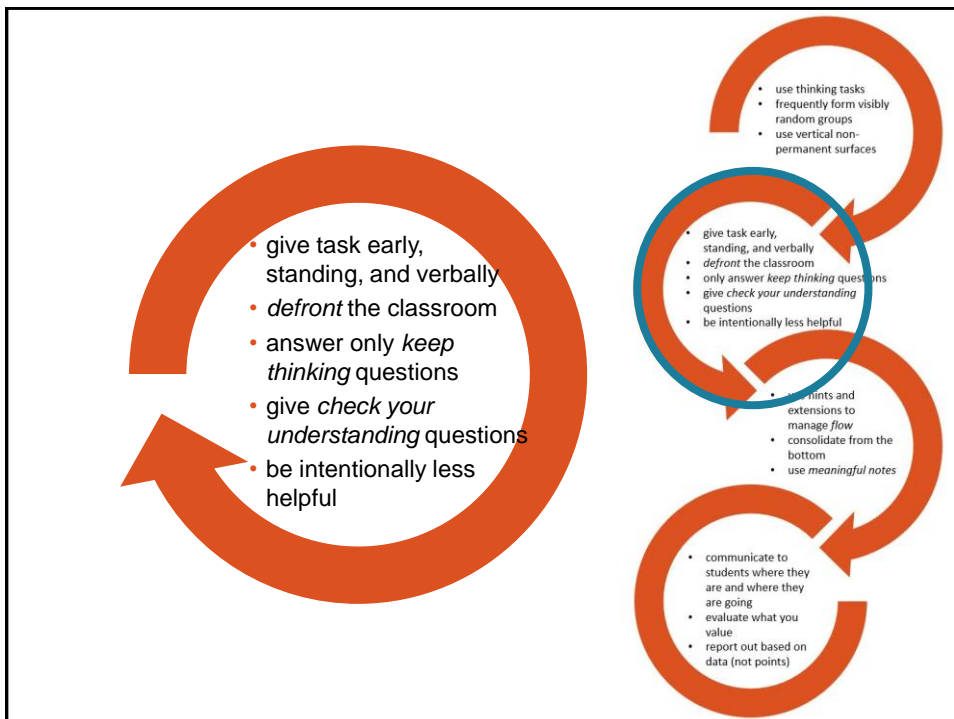 • give task early,
standing, and verbally
• defront the classroom
• answer only keep
thinking questions
• give check your
understanding questions
• be intentionally less
helpful
• use thinking tasks
• frequently form visibly
random groups
• use vertical non-
permanent surfaces
• give task early,
standing, and verbally
• defront the classroom
• only answer keep thinking questions
• give check your understanding
questions
• be intentionally less helpful
• hints and
extensions to
manage flow
• consolidate from the
bottom
• use meaningful notes
• communicate to
students where they
are and where they
are going
• evaluate what you
value
• report out based on
data (not points)